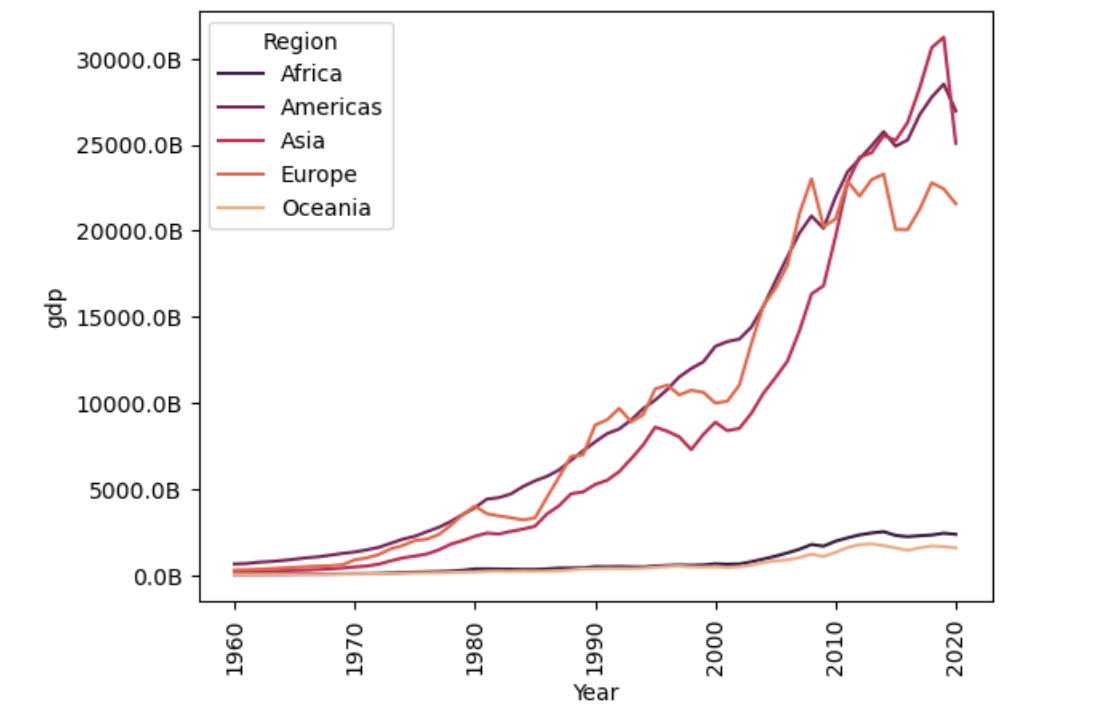 Region
Africa
Americas
Asia
Europe
Oceania
30000.0B
25000.0B
20000.0B
15000.0B
10000.0B
5000.0B
0.0B
gdp
1960
1970
1980
1990
2000
2010
2020
Year